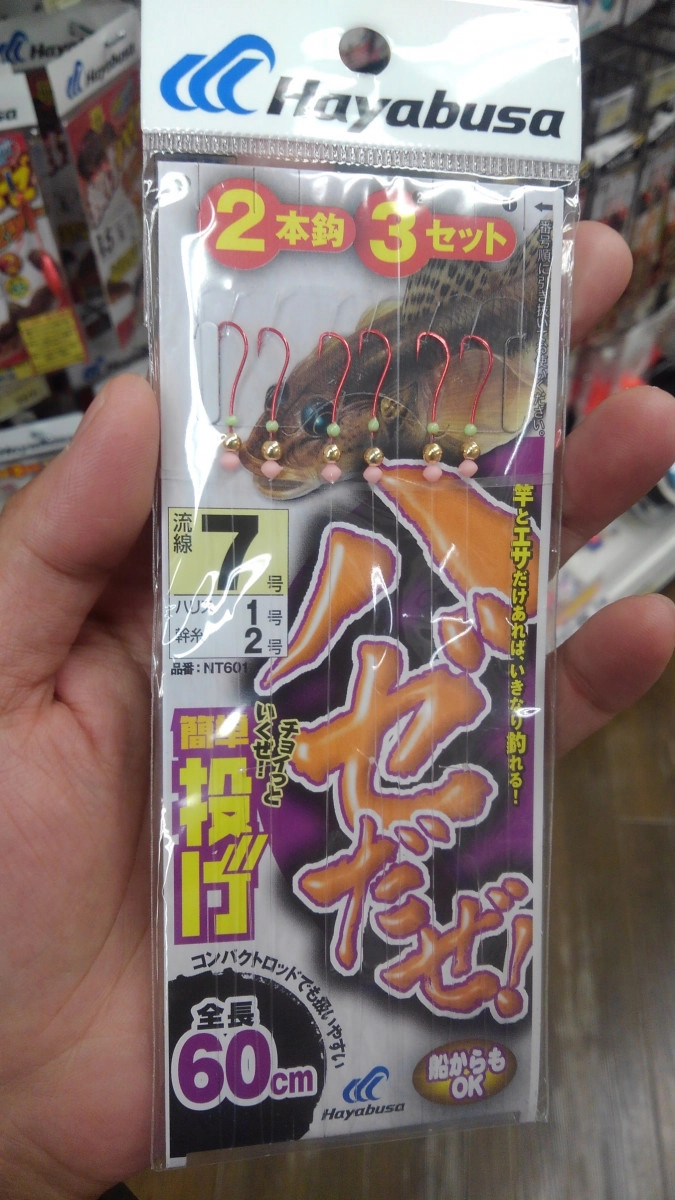 Hayabusa
2本鈎 3セット
竿とエサだけあれば、いきなり釣れる!
流線 7号
ハリス 1号
幹糸 2号
品番:NT601
ハゼだぜ!
チョイっと
いくぜ!!
簡単
投げ
コンパクトロッドでも扱いやすい
全長
60cm
Hayabusa
船からも
OK
Hayabusa